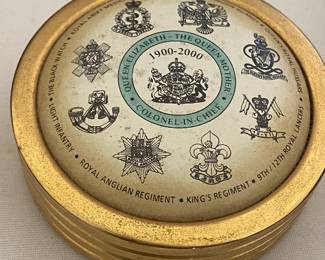 QUEEN ELIZABETH - THE QUEEN MOTHER
1900-2000
• COLONEL-IN-CHIEF •
THE BLACK WATCH •
LIGHT INFANTRY • ROYAL ANGLIAN REGIMENT • KING'S REGIMENT • 9TH / 12TH ROYAL LANCERS •